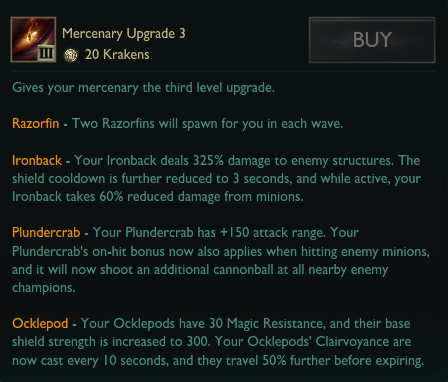 Mercenary Upgrade 3
20 Krakens
BUY
III
Gives your mercenary the third level upgrade.
Razorfin - Two Razorfins will spawn for you in each wave.
Ironback - Your Ironback deals 325% damage to enemy structures. The
shield cooldown is further reduced to 3 seconds, and while active, your
Ironback takes 60% reduced damage from minions.
Plundercrab - Your Plundercrab has +150 attack range. Your
Plundercrab's on-hit bonus now also applies when hitting enemy minions,
and it will now shoot an additional cannonball at all nearby enemy
champions.
Ocklepod - Your Ocklepods have 30 Magic Resistance, and their base
shield strength is increased to 300. Your Ocklepods' Clairvoyance are
now cast every 10 seconds, and they travel 50% further before expiring.